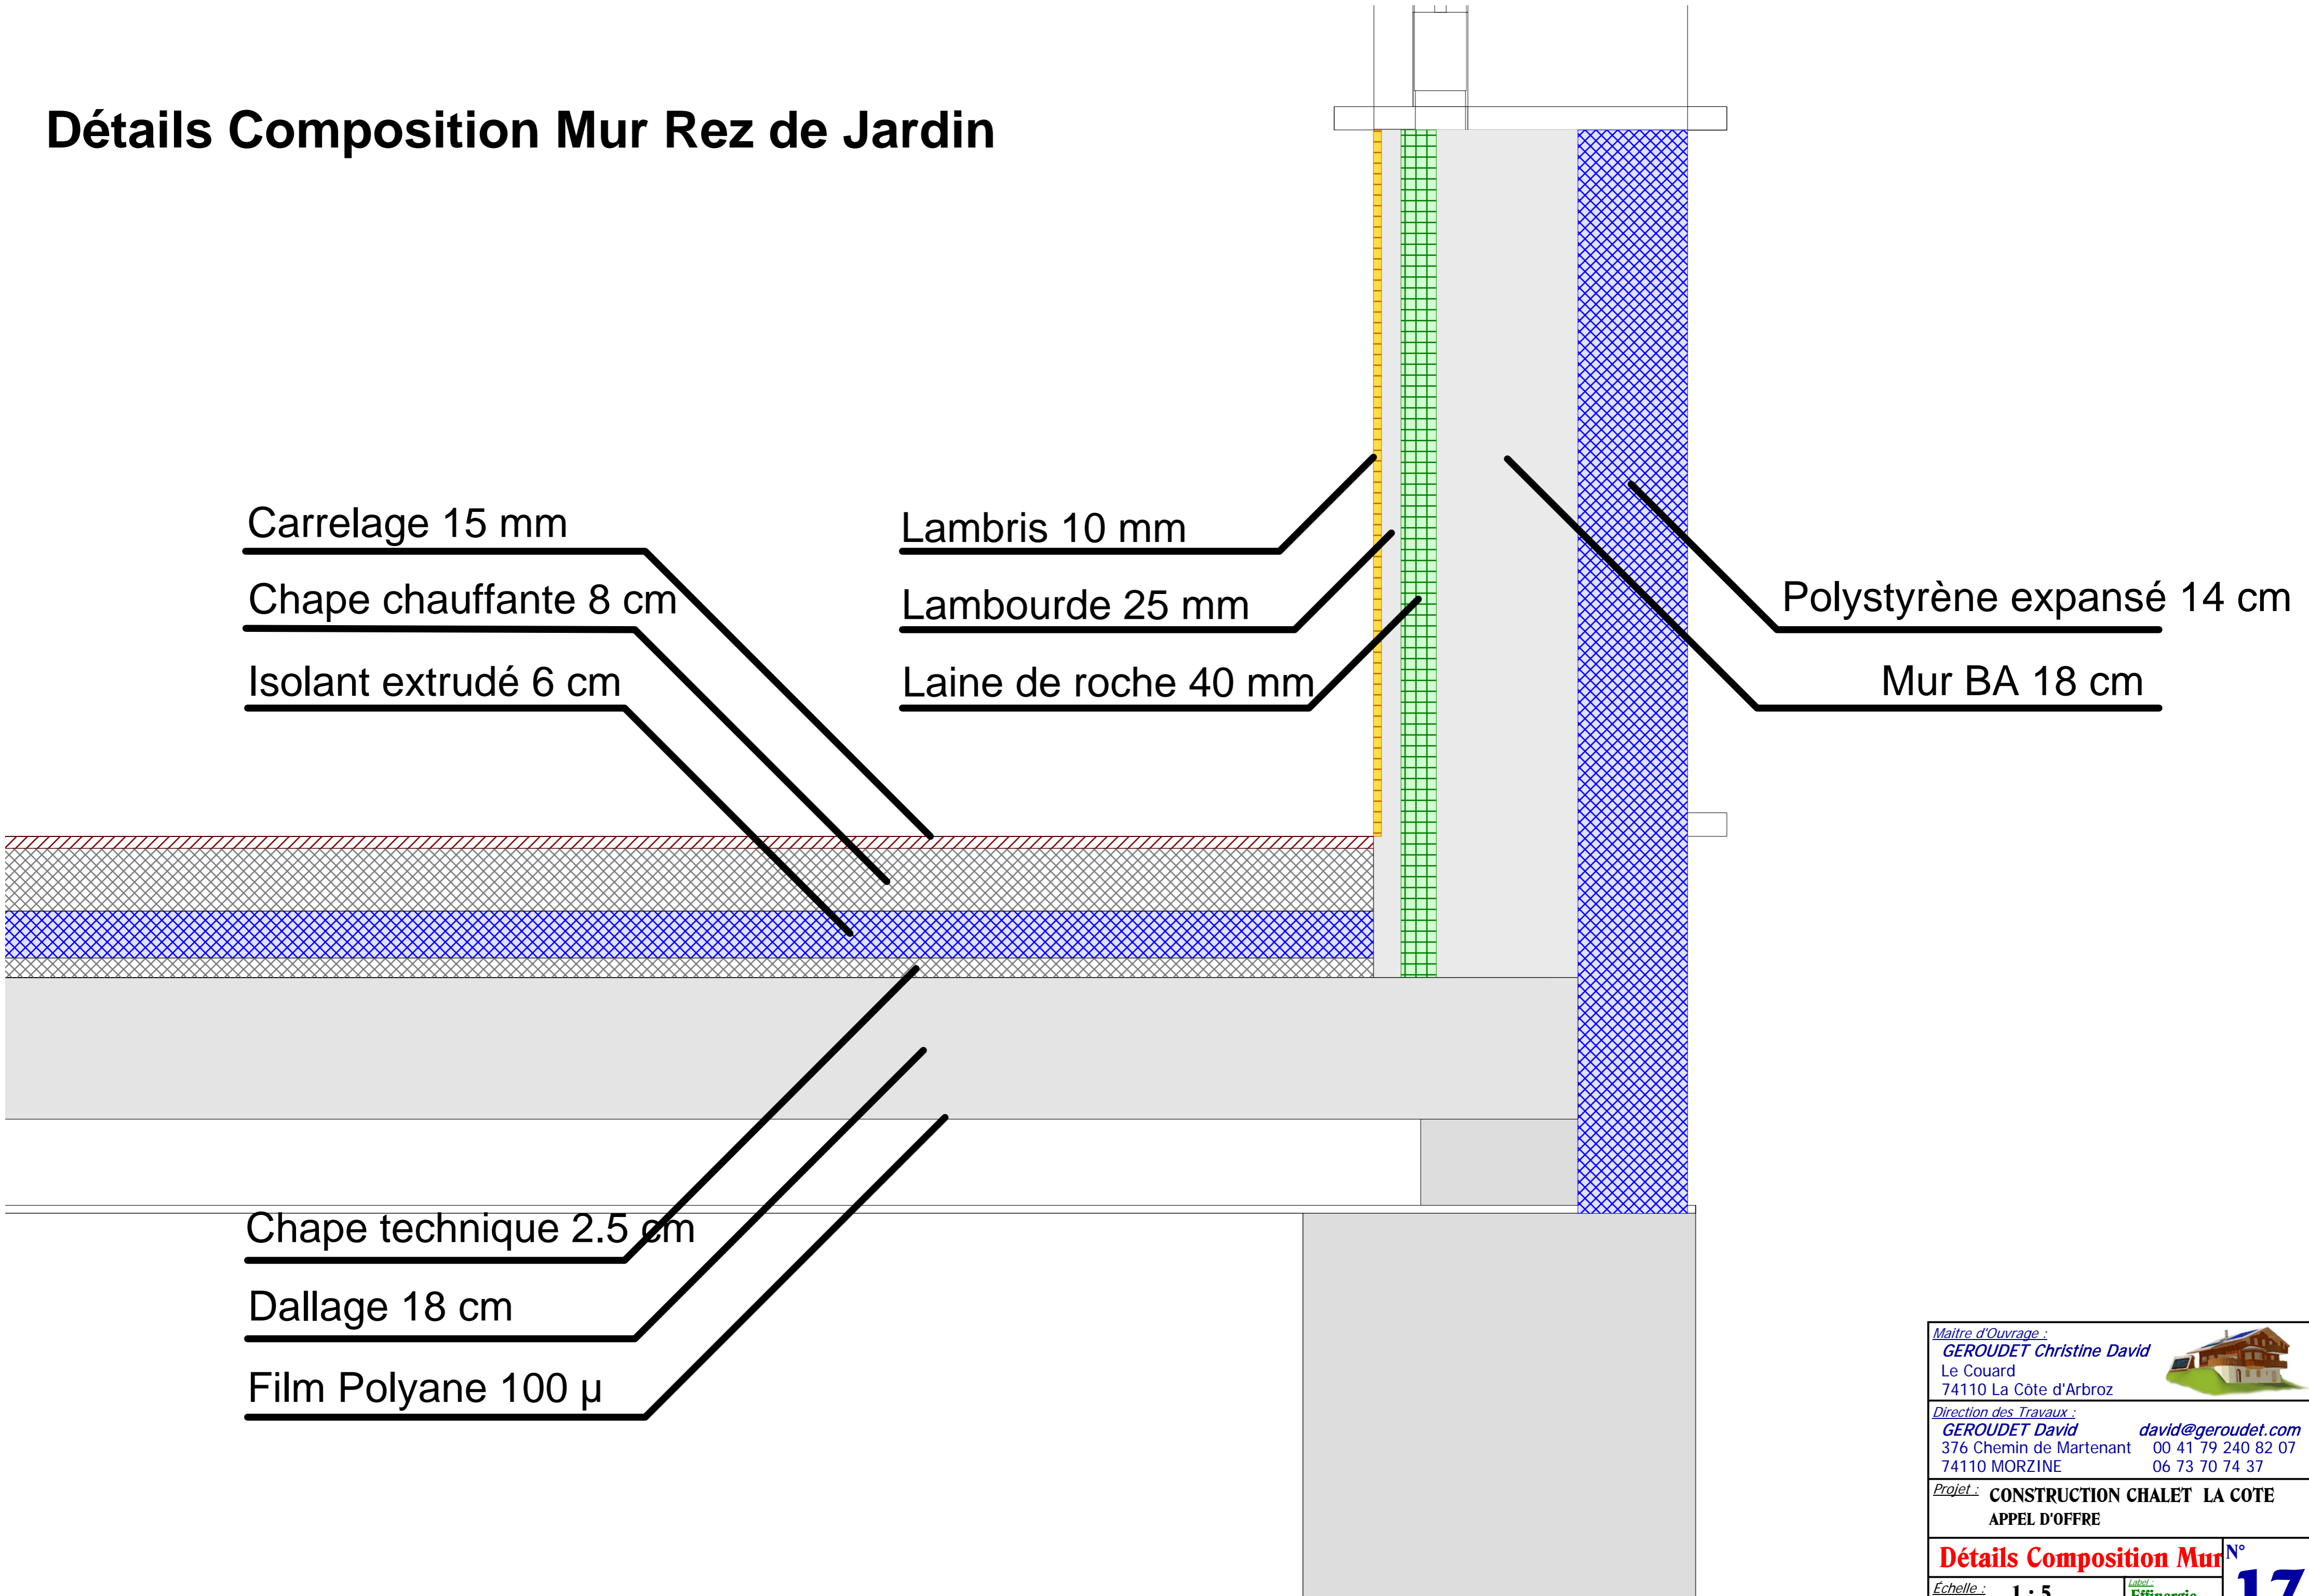 Détails Composition Mur Rez de Jardin
Carrelage 15 mm
Chape chauffante 8 cm
Isolant extrudé 6 cm
Lambris 10 mm
Lambourde 25 mm
Laine de roche 40 mm
Polystyrène expansé 14 cm
Mur BA 18 cm
Chape technique 2.5 cm
Dallage 18 cm
Film Polyane 100 µ
Maitre d'Ouvrage :
GEROUDET Christine David
Le Couard
74110 La Côte d'Arbroz
Direction des Travaux :
GEROUDET David david@geroudet.com
376 Chemin de Martenant 00 41 79 240 82 07
74110 MORZINE 06 73 70 74 37
Projet : CONSTRUCTION CHALET LA COTE
APPEL D'OFFRE
Détails Composition Mur N°
17
Échelle : 1 : 5 Label :
Effinergie